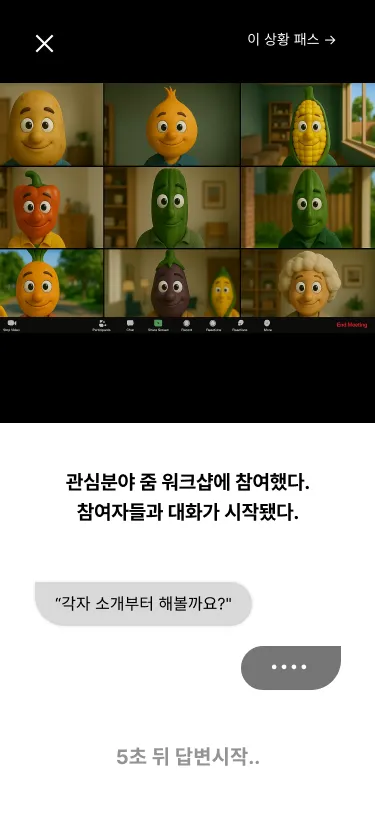 이 상황 패스 →
Stop Video
Participants
Chat
Share Screen
Record
Reactions
More
End Meeting
관심분야 줌 워크샵에 참여했다.
참여자들과 대화가 시작됐다.
“각자 소개부터 해볼까요?"
5초 뒤 답변시작..